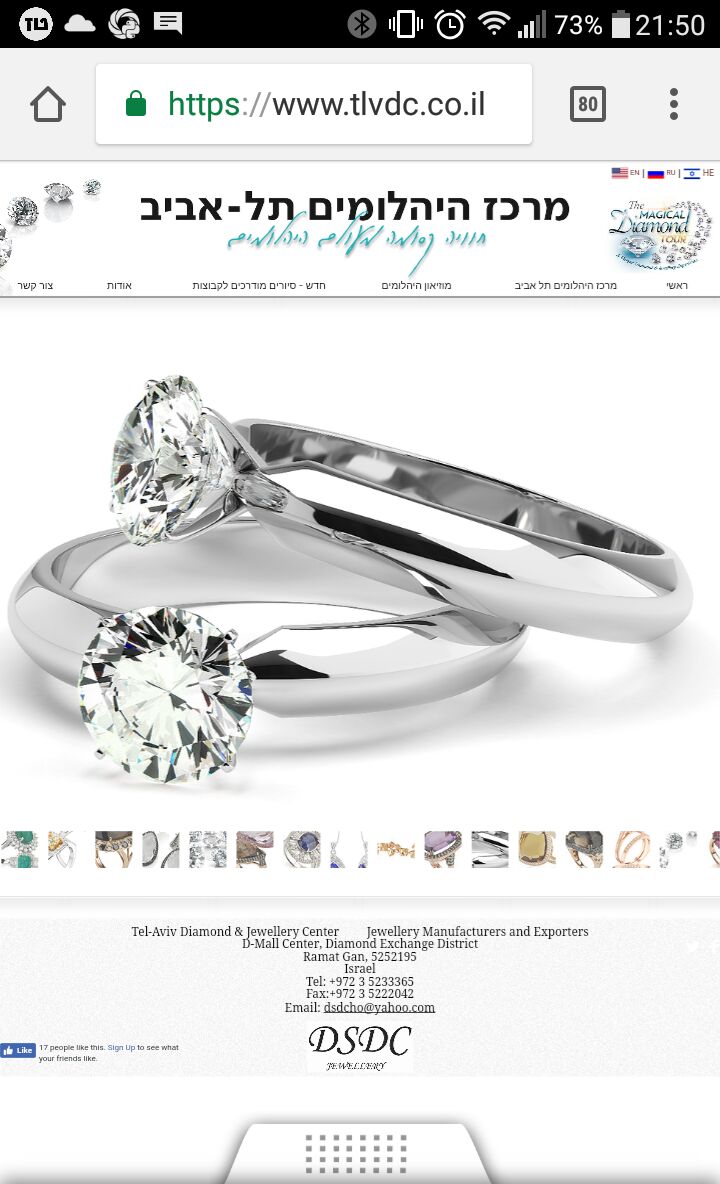 21:50
73%
https://www.tlvdc.co.il
80
EN | RU | HE
מרכז היהלומים תל-אביב
חוויה קסומה מעולם היהלומים
The
MAGICAL
Diamond
TOUR
ראשי
מרכז היהלומים תל אביב
מוזיאון היהלומים
חדש - סיורים מודרכים לקבוצות
אודות
צור קשר
Tel-Aviv Diamond & Jewellery Center Jewellery Manufacturers and Exporters
D-Mall Center, Diamond Exchange District
Ramat Gan, 5252195
Israel
Tel: +972 3 5233365
Fax:+972 3 5222042
Email: dsdcho@yahoo.com
DSDC
JEWELLERY
Like
17 people like this. Sign Up to see what
your friends like.